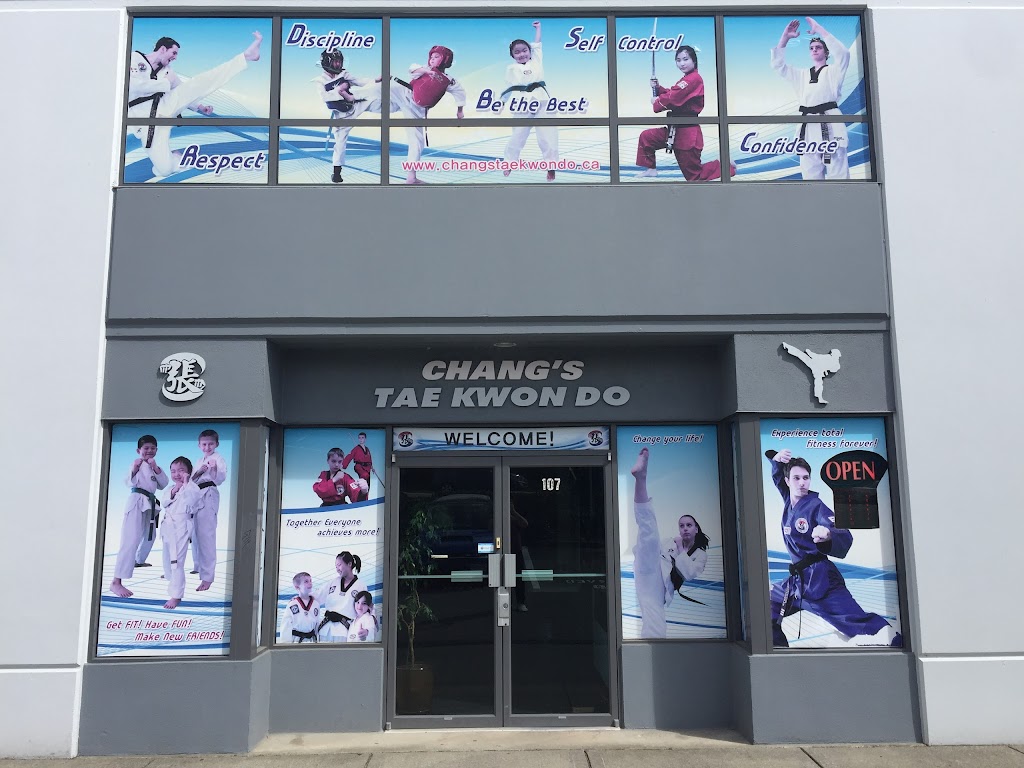 Discipline
Self Control
Be the Best
Respect
www.changstaekwondo.ca
Confidence
張
CHANG'S
TAE KWON DO
WELCOME!
107
Change your life!
Experience total
fitness forever!
OPEN
Together Everyone
achieves more!
Get FIT! Have FUN!
Make New FRIENDS!